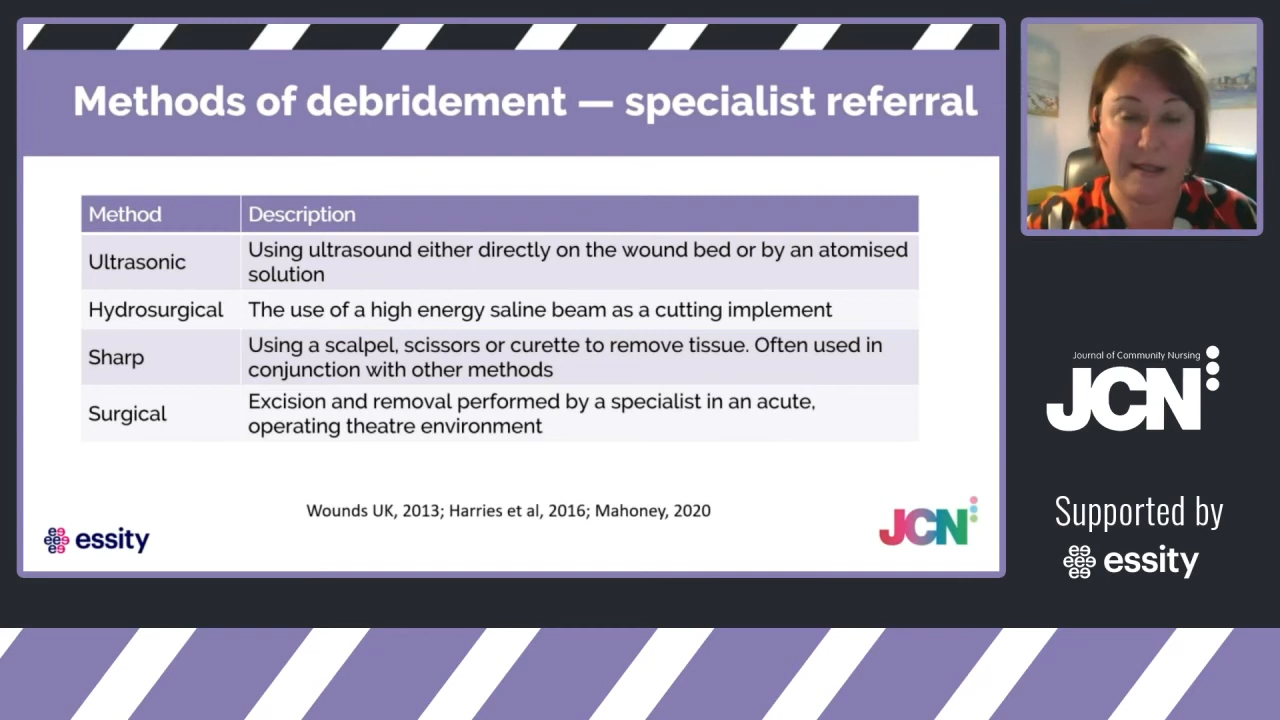 Methods of debridement — specialist referral
Method Description
Ultrasonic Using ultrasound either directly on the wound bed or by an atomised
solution
Hydrosurgical The use of a high energy saline beam as a cutting implement
Sharp Using a scalpel, scissors or curette to remove tissue. Often used in
conjunction with other methods
Surgical Excision and removal performed by a specialist in an acute,
operating theatre environment
Wounds UK, 2013; Harries et al, 2016; Mahoney, 2020
essity
JCN
Journal of Community Nursing
JCN
Supported by
essity